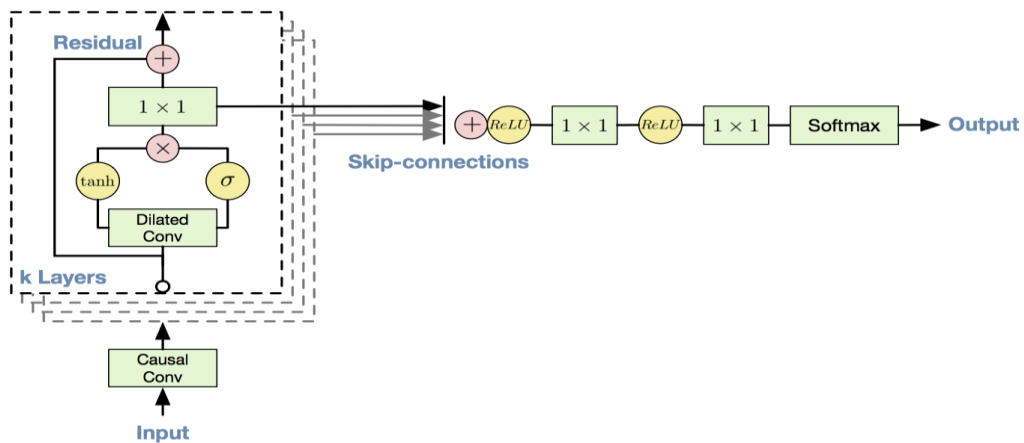 Residual
+
1 × 1
×
tanh
σ
Dilated
Conv
k Layers
Causal
Conv
Input
Skip-connections
+
ReLU
1 × 1
ReLU
1 × 1
Softmax
Output